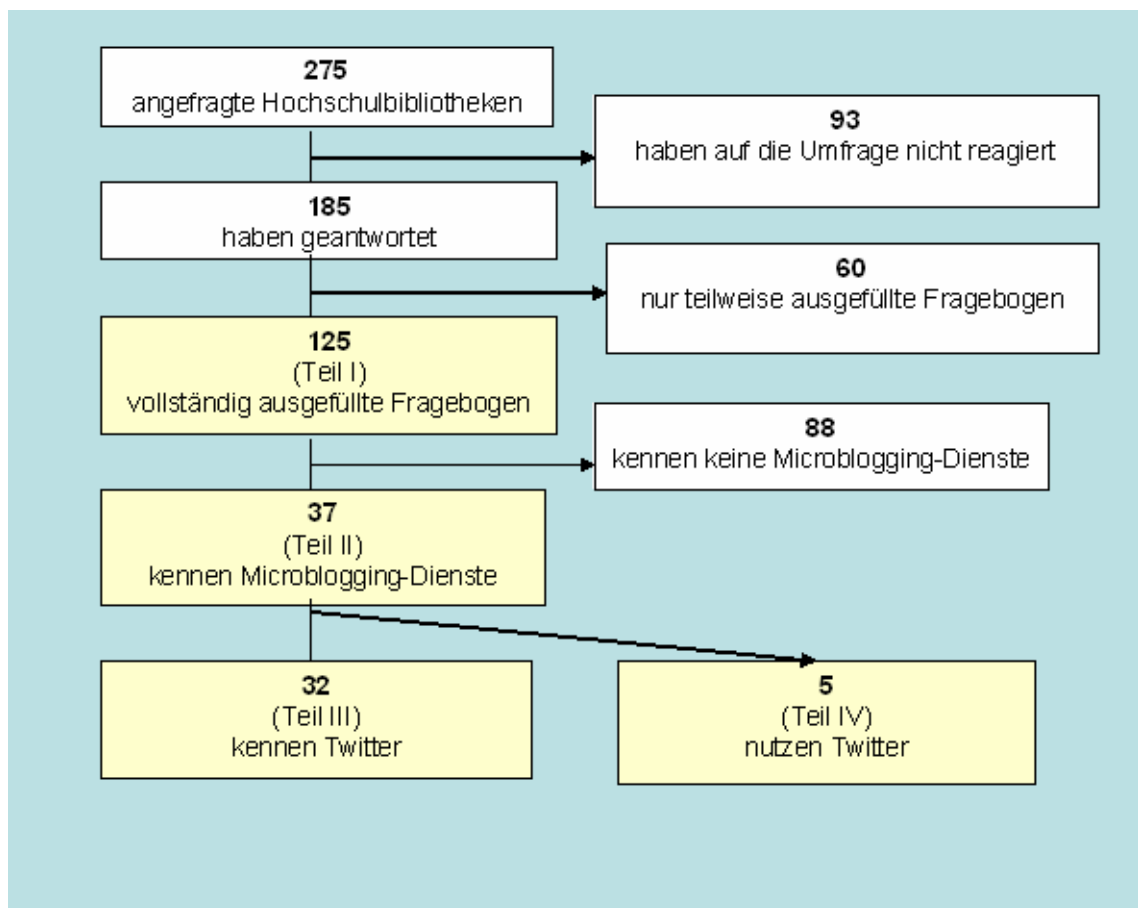 275
angefragte Hochschulbibliotheken
93
haben auf die Umfrage nicht reagiert
185
haben geantwortet
60
nur teilweise ausgefüllte Fragebogen
125
(Teil I)
vollständig ausgefüllte Fragebogen
88
kennen keine Microblogging-Dienste
37
(Teil II)
kennen Microblogging-Dienste
32
(Teil III)
kennen Twitter
5
(Teil IV)
nutzen Twitter